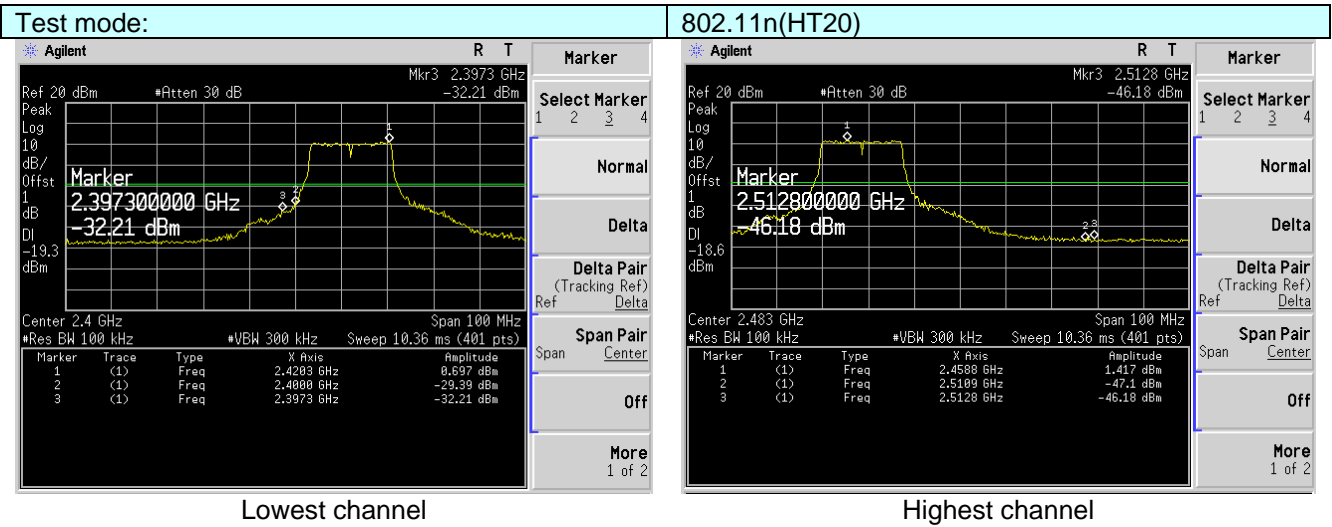 Test mode:
802.11n(HT20)
Agilent
R T
Mkr3 2.3973 GHz
Ref 20 dBm #Atten 30 dB -32.21 dBm
Peak
Log
10
dB/
Offst
1
dB
DI
-19.3
dBm
1
2
3
Marker
2.397300000 GHz
-32.21 dBm
Center 2.4 GHz Span 100 MHz
#Res BW 100 kHz #VBW 300 kHz Sweep 10.36 ms (401 pts)
Marker Trace Type X Axis Amplitude
1 (1) Freq 2.4203 GHz 0.697 dBm
2 (1) Freq 2.4000 GHz -29.39 dBm
3 (1) Freq 2.3973 GHz -32.21 dBm
Marker
Select Marker
1 2 3 4
Normal
Delta
Delta Pair
(Tracking Ref)
Ref Delta
Span Pair
Span Center
Off
More
1 of 2
Lowest channel
Agilent
R T
Mkr3 2.5128 GHz
Ref 20 dBm #Atten 30 dB -46.18 dBm
Peak
Log
10
dB/
Offst
1
dB
DI
-18.6
dBm
1
2 3
Marker
2.512800000 GHz
-46.18 dBm
Center 2.483 GHz Span 100 MHz
#Res BW 100 kHz #VBW 300 kHz Sweep 10.36 ms (401 pts)
Marker Trace Type X Axis Amplitude
1 (1) Freq 2.4588 GHz 1.417 dBm
2 (1) Freq 2.5109 GHz -47.1 dBm
3 (1) Freq 2.5128 GHz -46.18 dBm
Marker
Select Marker
1 2 3 4
Normal
Delta
Delta Pair
(Tracking Ref)
Ref Delta
Span Pair
Span Center
Off
More
1 of 2
Highest channel